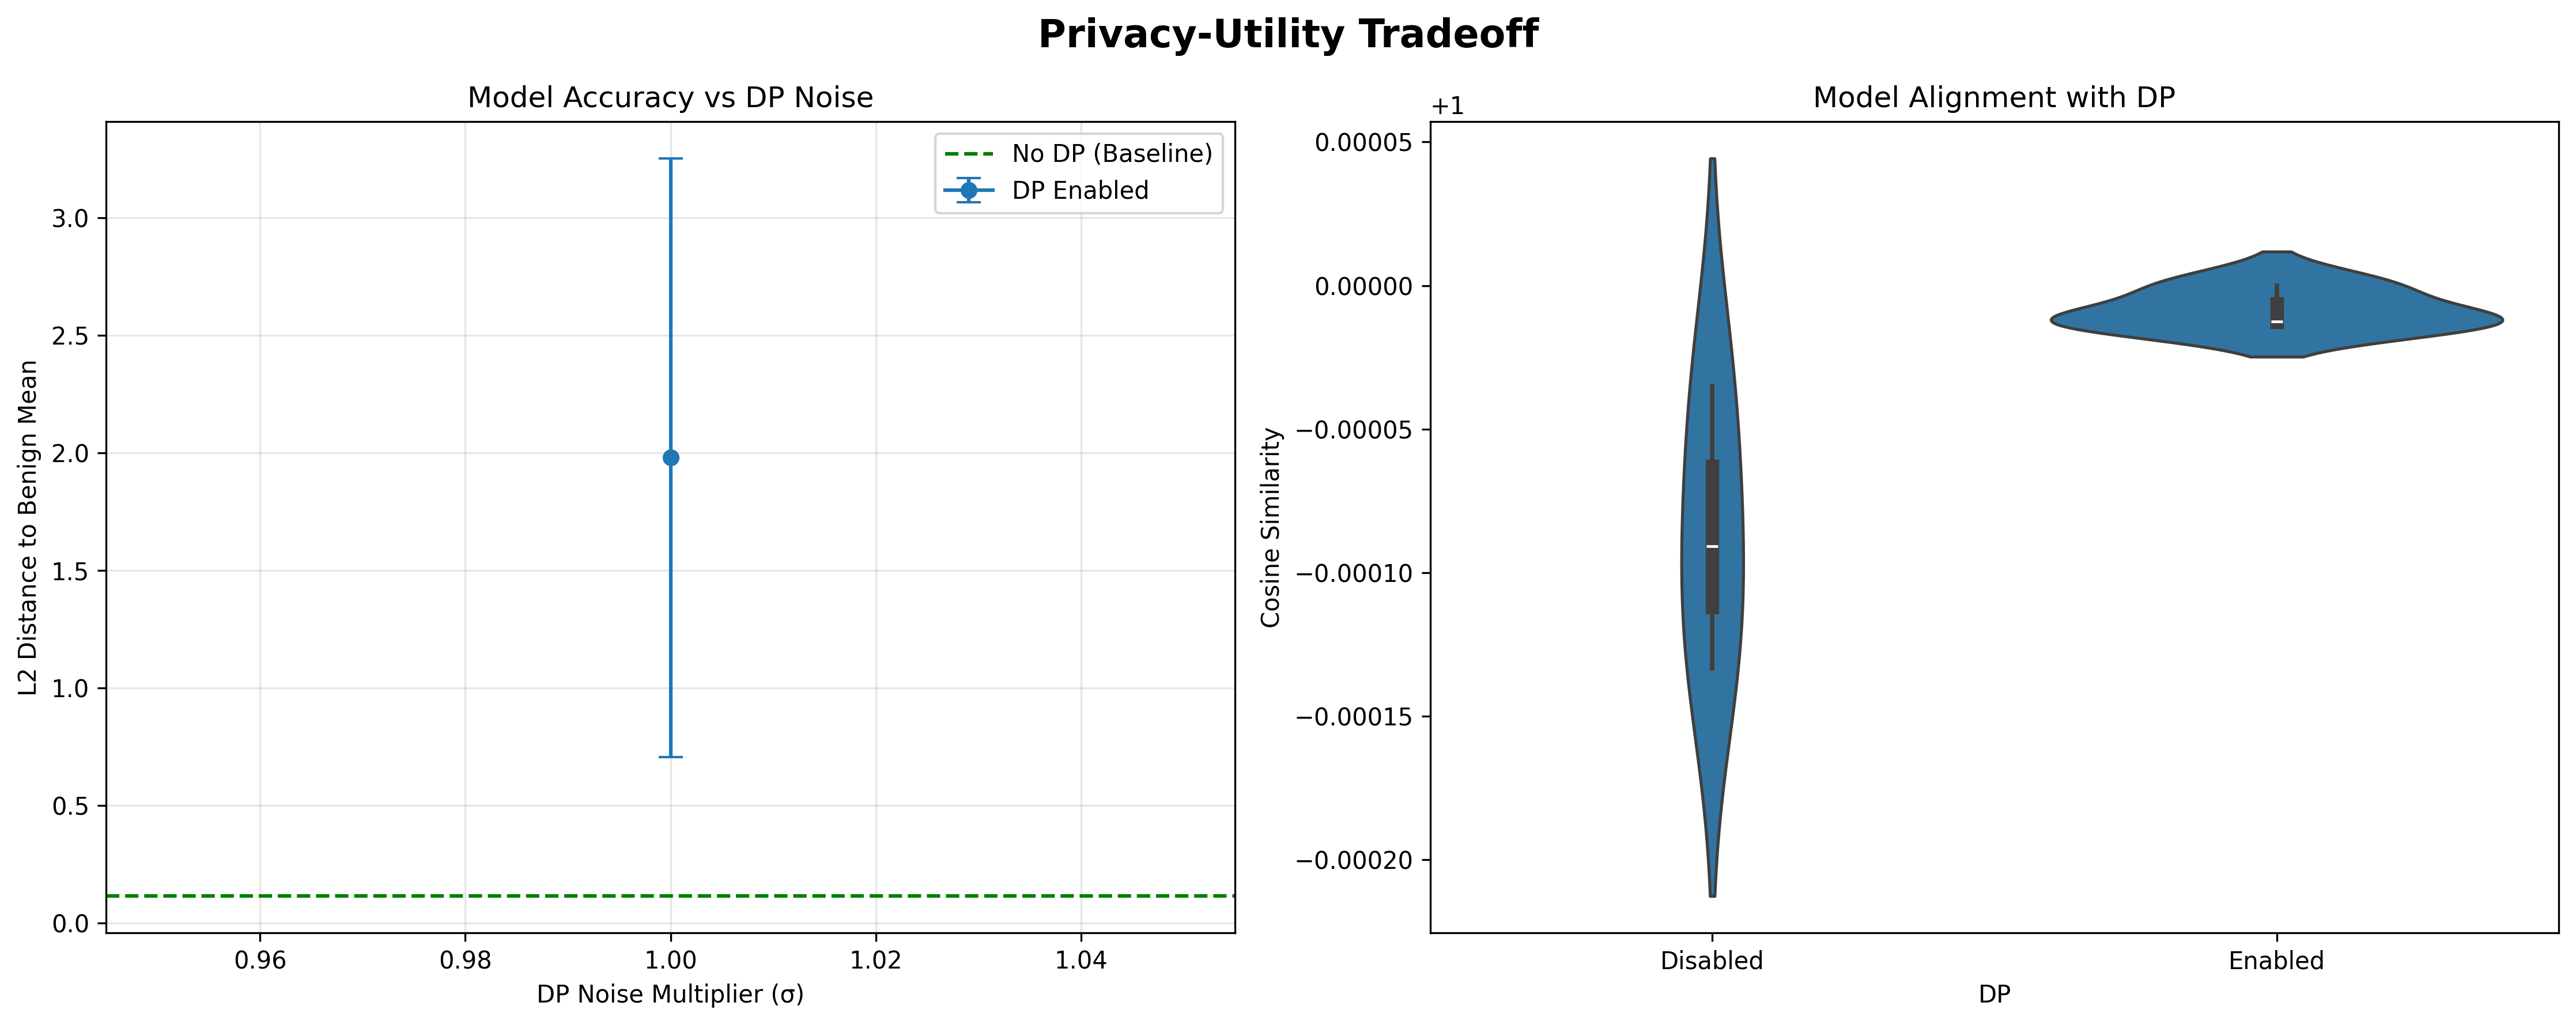 Privacy-Utility Tradeoff
Model Accuracy vs DP Noise
No DP (Baseline)
DP Enabled
L2 Distance to Benign Mean
3.0
2.5
2.0
1.5
1.0
0.5
0.0
0.96
0.98
1.00
1.02
1.04
DP Noise Multiplier (σ)
Model Alignment with DP
+1
Cosine Similarity
0.00005
0.00000
−0.00005
−0.00010
−0.00015
−0.00020
Disabled
Enabled
DP